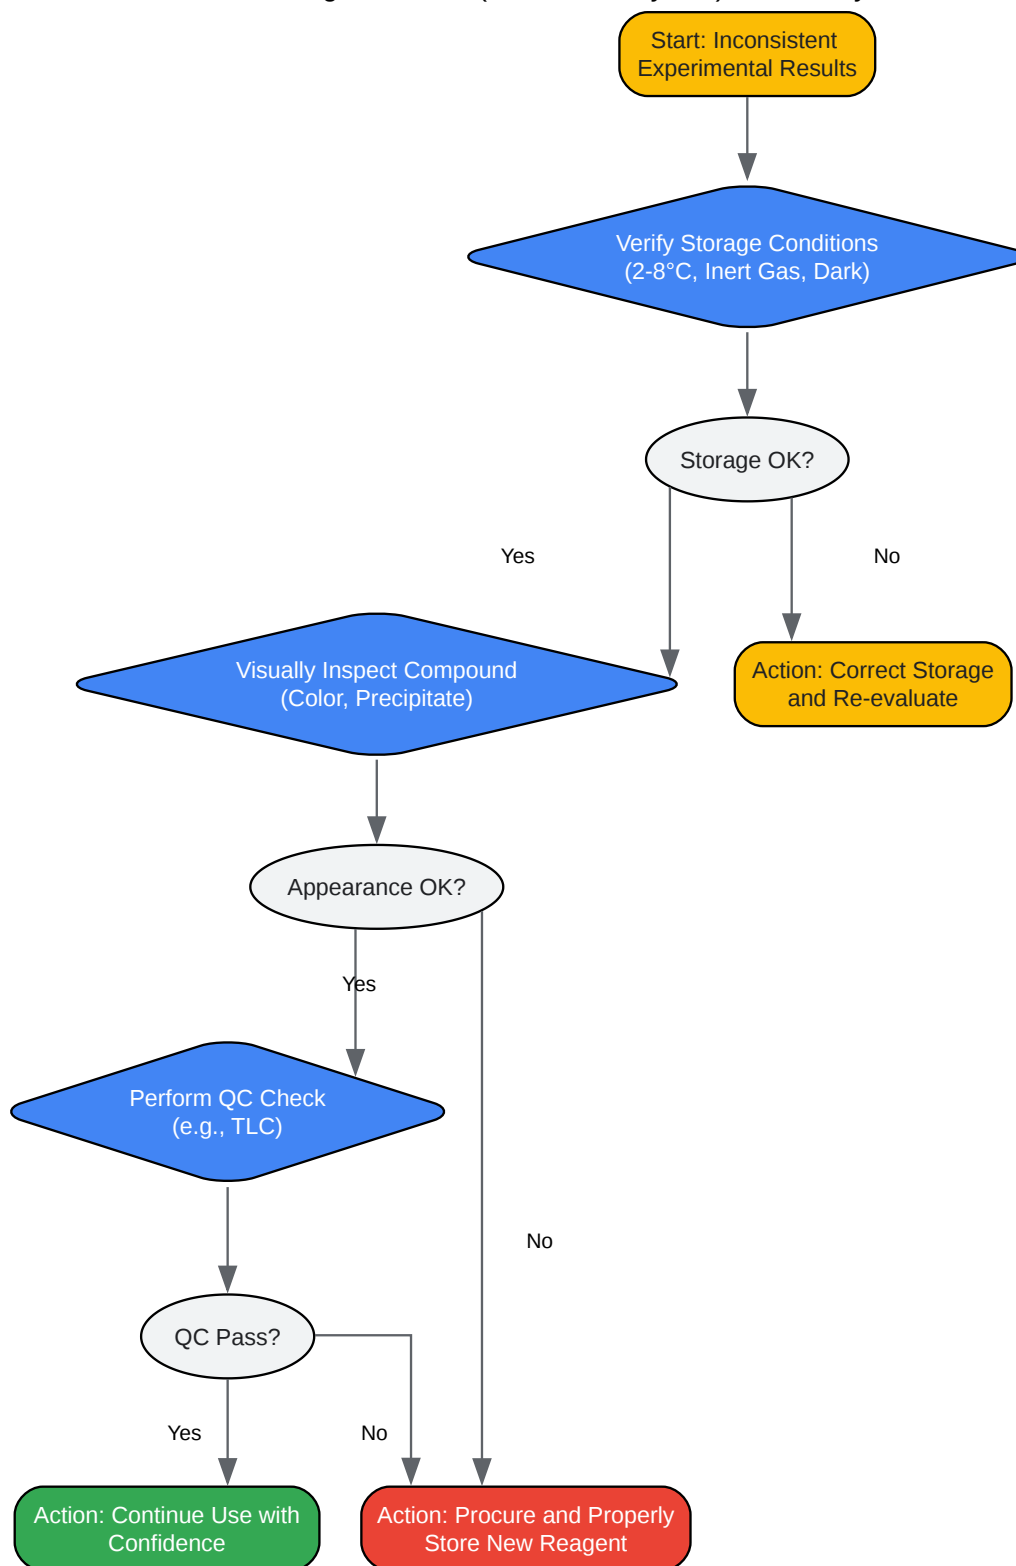 Start: Inconsistent
Experimental Results
Verify Storage Conditions
(2-8°C, Inert Gas, Dark)
Storage OK?
Yes
No
Visually Inspect Compound
(Color, Precipitate)
Action: Correct Storage
and Re-evaluate
Appearance OK?
Yes
Perform QC Check
(e.g., TLC)
No
QC Pass?
Yes
No
Action: Continue Use with
Confidence
Action: Procure and Properly
Store New Reagent